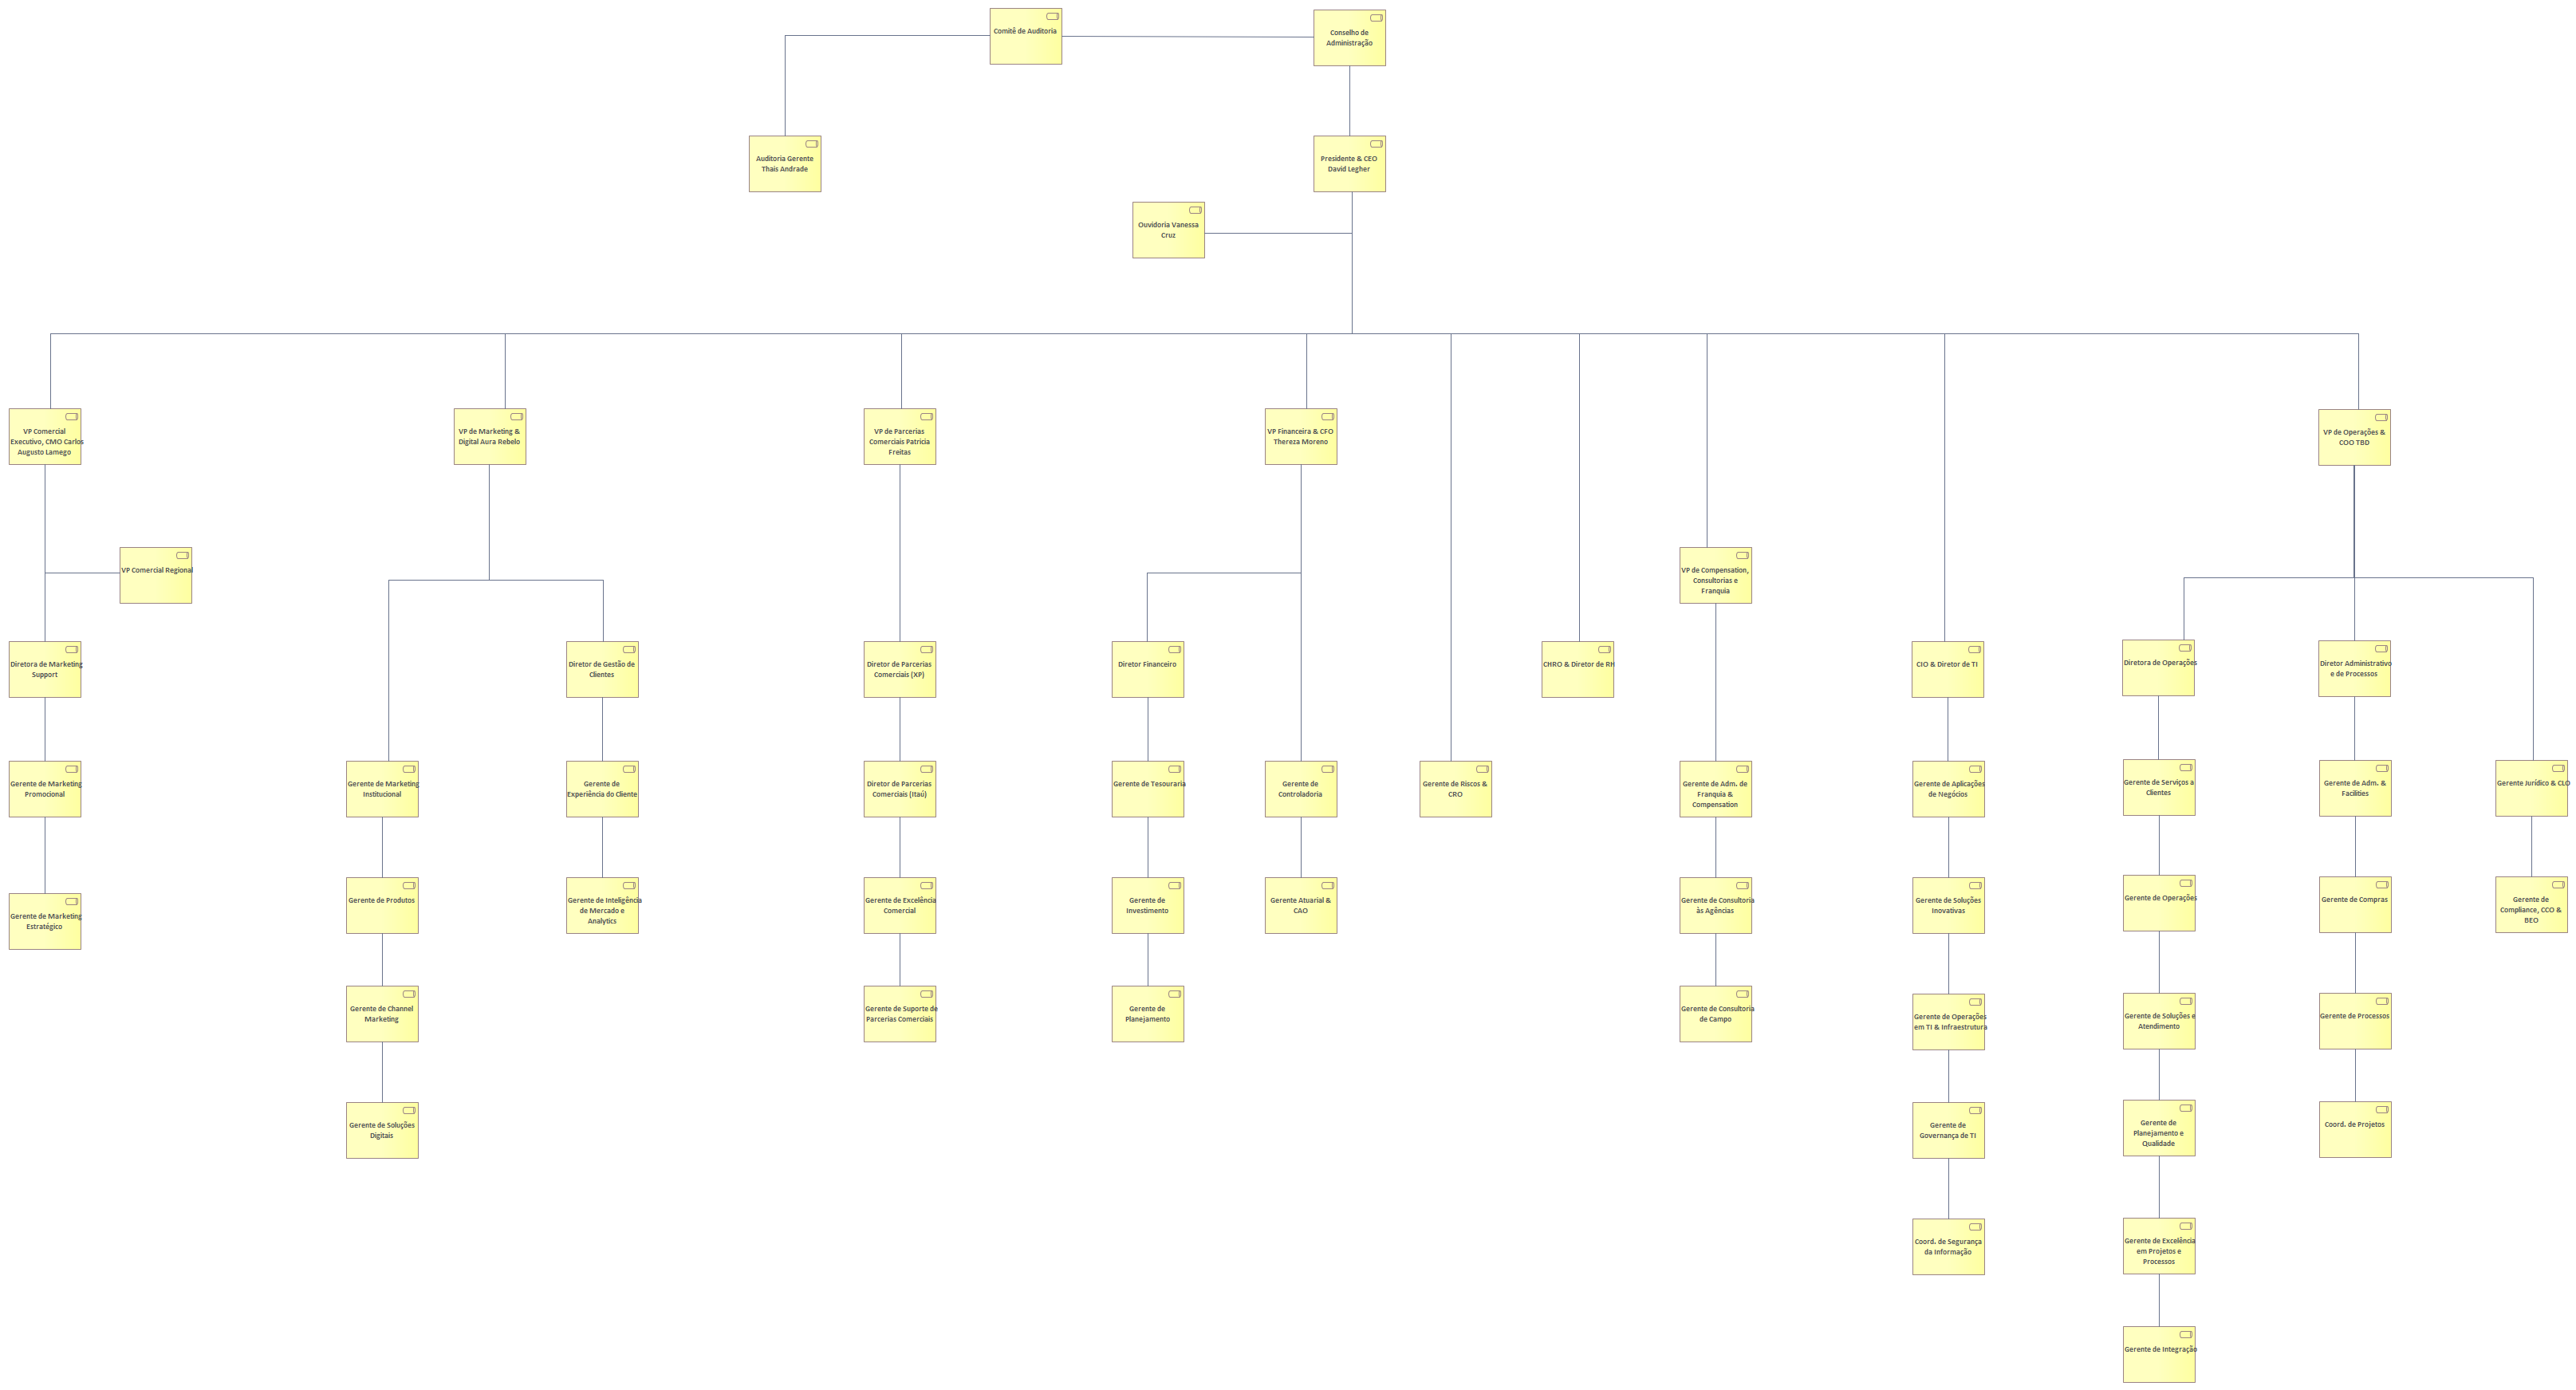 Comitê de Auditoria
Conselho de
Administração
Auditoria Gerente
Thais Andrade
Presidente & CEO
David Legher
Ouvidoria Vanessa
Cruz
VP Comercial
Executivo, CMO Carlos
Augusto Lamego
VP de Marketing &
Digital Aura Rebelo
VP de Parcerias
Comerciais Patricia
Freitas
VP Financeira & CFO
Thereza Moreno
VP de Operações &
COO TBD
VP Comercial Regional
VP de Compensation,
Consultorias e
Franquia
Diretora de Marketing
Support
Diretor de Gestão de
Clientes
Diretor de Parcerias
Comerciais (XP)
Diretor Financeiro
CHRO & Diretor de RH
CIO & Diretor de TI
Diretora de Operações
Diretor Administrativo
e de Processos
Gerente de Marketing
Promocional
Gerente de Marketing
Institucional
Gerente de
Experiência do Cliente
Diretor de Parcerias
Comerciais (Itaú)
Gerente de Tesouraria
Gerente de
Controladoria
Gerente de Riscos &
CRO
Gerente de Adm. de
Franquia &
Compensation
Gerente de Aplicações
de Negócios
Gerente de Serviços a
Clientes
Gerente de Adm. &
Facilities
Gerente Jurídico & CLO
Gerente de Marketing
Estratégico
Gerente de Produtos
Gerente de Inteligência
de Mercado e
Analytics
Gerente de Excelência
Comercial
Gerente de
Investimento
Gerente Atuarial &
CAO
Gerente de Consultoria
às Agências
Gerente de Soluções
Inovativas
Gerente de Operações
Gerente de Compras
Gerente de
Compliance, CCO &
BEO
Gerente de Channel
Marketing
Gerente de Suporte de
Parcerias Comerciais
Gerente de
Planejamento
Gerente de Consultoria
de Campo
Gerente de Operações
em TI & Infraestrutura
Gerente de Soluções e
Atendimento
Gerente de Processos
Gerente de Soluções
Digitais
Gerente de
Governança de TI
Gerente de
Planejamento e
Qualidade
Coord. de Projetos
Coord. de Segurança
da Informação
Gerente de Excelência
em Projetos e
Processos
Gerente de Integração